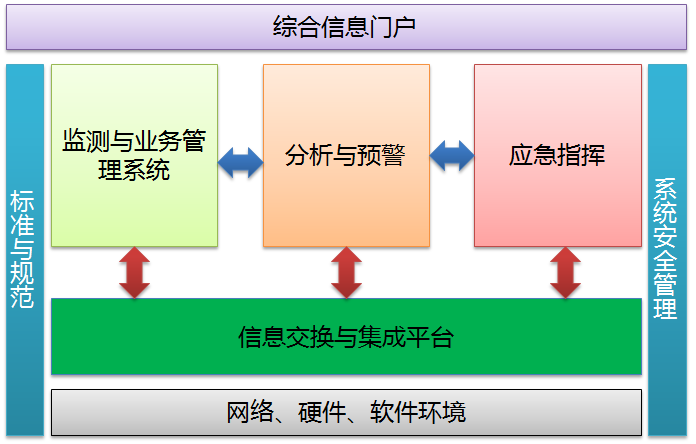 综合信息门户
标准与规范
监测与业务管
理系统
分析与预警
应急指挥
系统安全管理
信息交换与集成平台
网络、硬件、软件环境